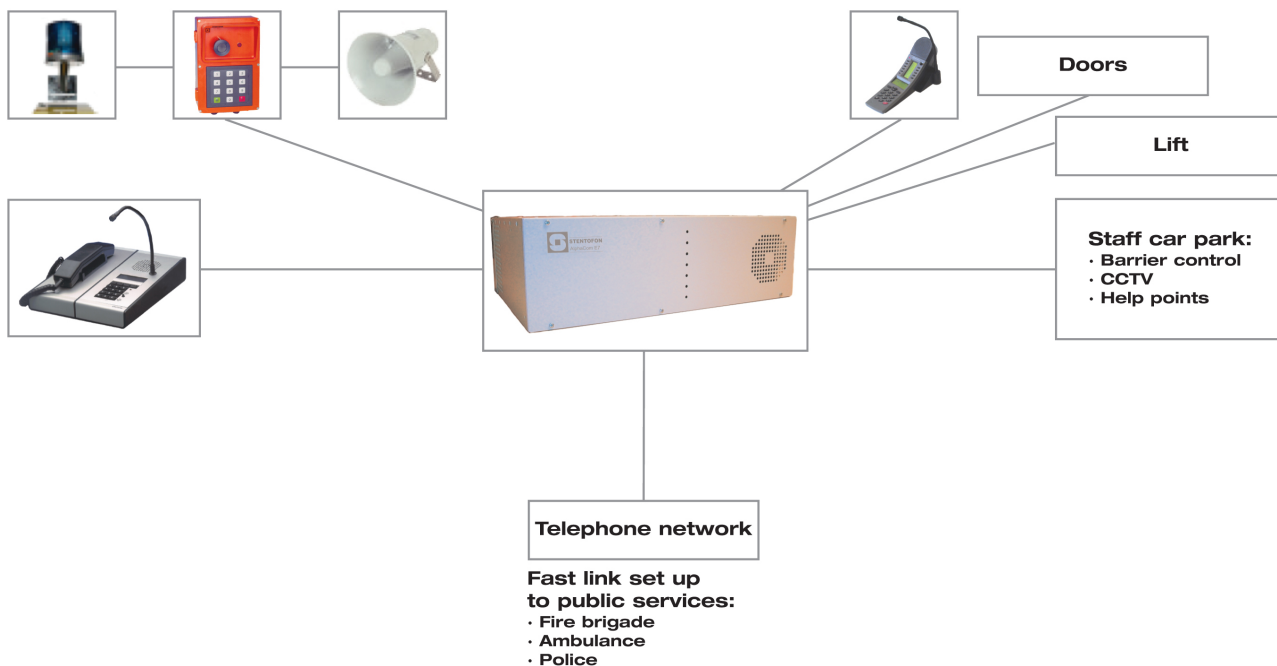 Doors
Lift
STENTOFON
Staff car park:
· Barrier control
· CCTV
· Help points
Telephone network
Fast link set up
to public services:
· Fire brigade
· Ambulance
· Police